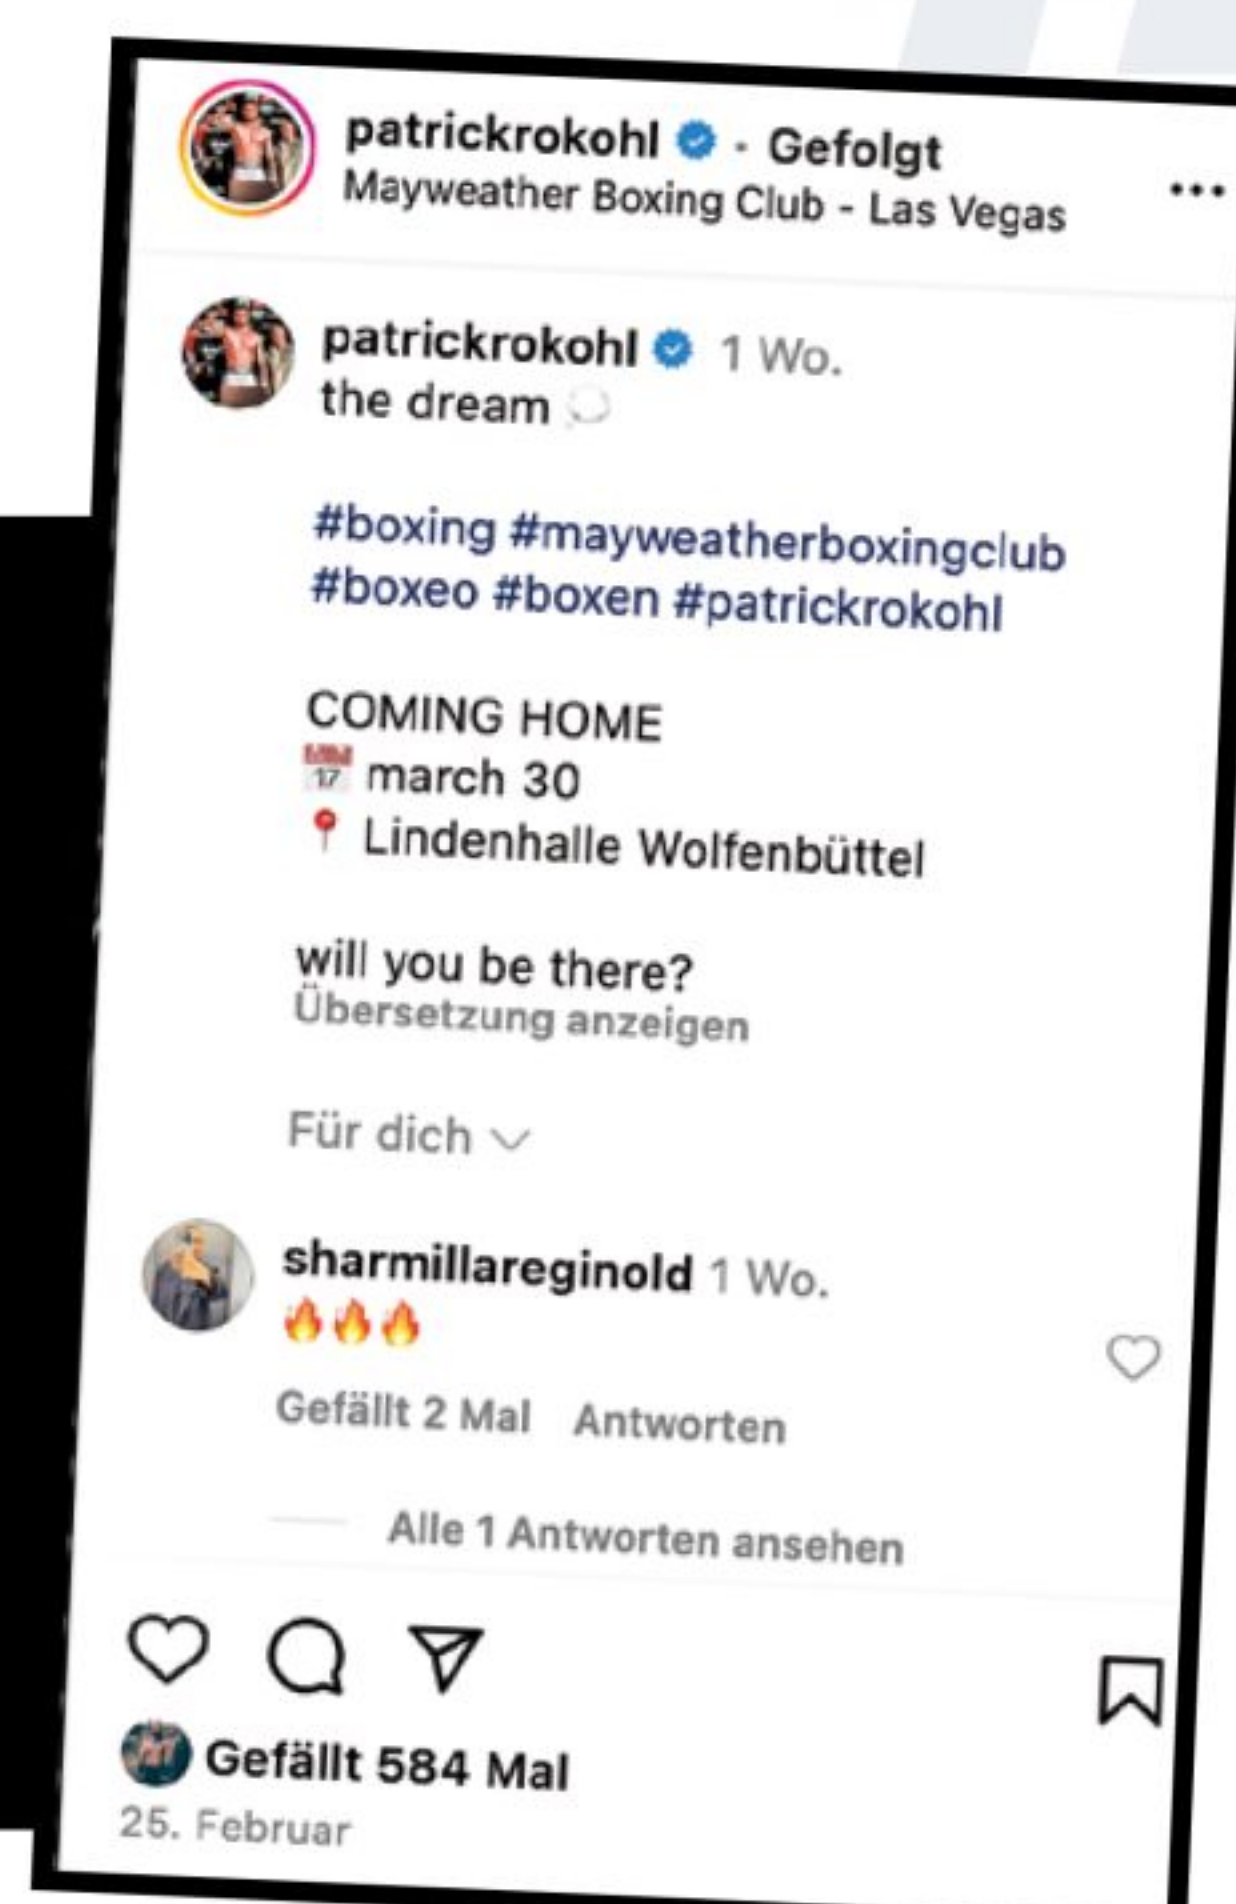 patrickrokohl · Gefolgt
Mayweather Boxing Club - Las Vegas
patrickrokohl 1 Wo.
the dream 💭
#boxing #mayweatherboxingclub
#boxeo #boxen #patrickrokohl
COMING HOME
📅 march 30
📍 Lindenhalle Wolfenbüttel
will you be there?
Übersetzung anzeigen
Für dich
sharmillareginold 1 Wo.
🔥🔥🔥
Gefällt 2 Mal Antworten
Alle 1 Antworten ansehen
Gefällt 584 Mal
25. Februar